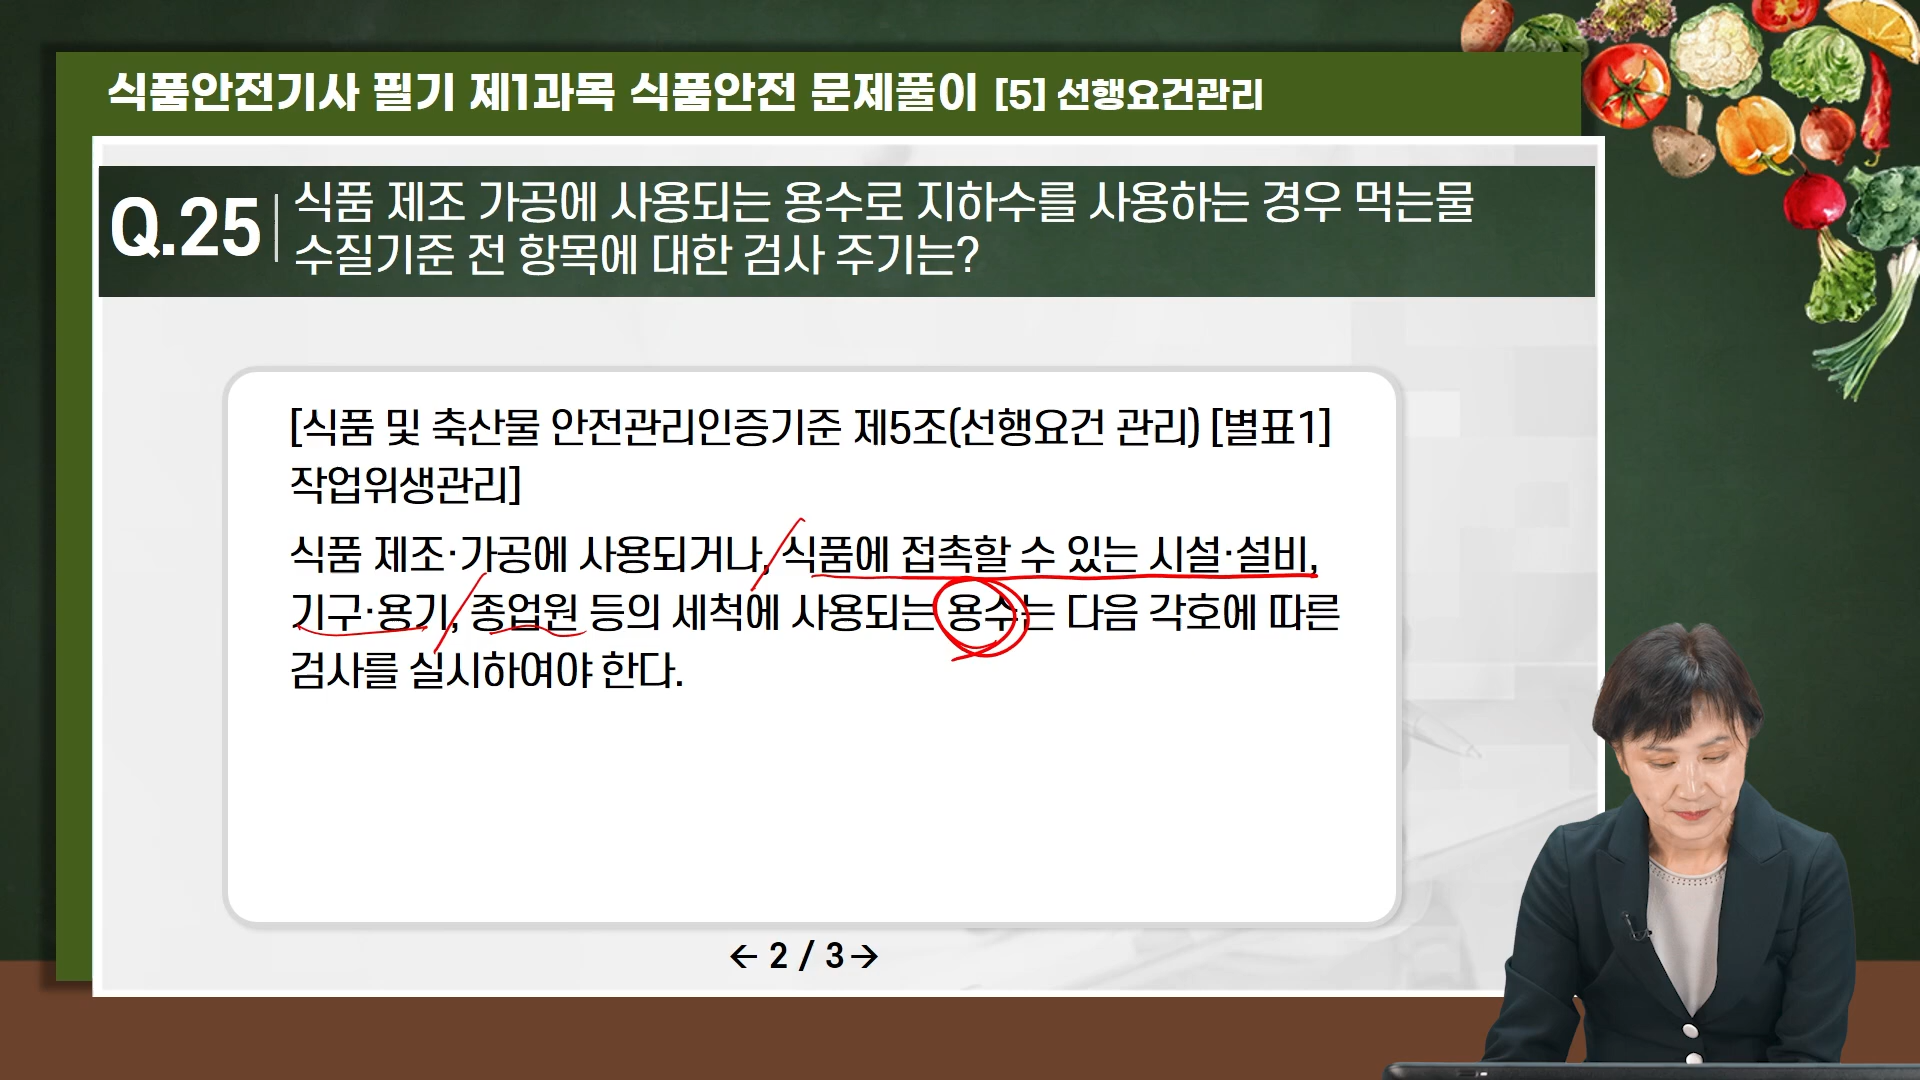 식품안전기사 필기 제1과목 식품안전 문제풀이 [5] 선행요건관리
Q.25
식품 제조 가공에 사용되는 용수로 지하수를 사용하는 경우 먹는물
수질기준 전 항목에 대한 검사 주기는?
[식품 및 축산물 안전관리인증기준 제5조(선행요건 관리) [별표1]
작업위생관리]
식품 제조·가공에 사용되거나, 식품에 접촉할 수 있는 시설·설비,
기구·용기, 종업원 등의 세척에 사용되는 용수는 다음 각호에 따른
검사를 실시하여야 한다.
← 2 / 3 →